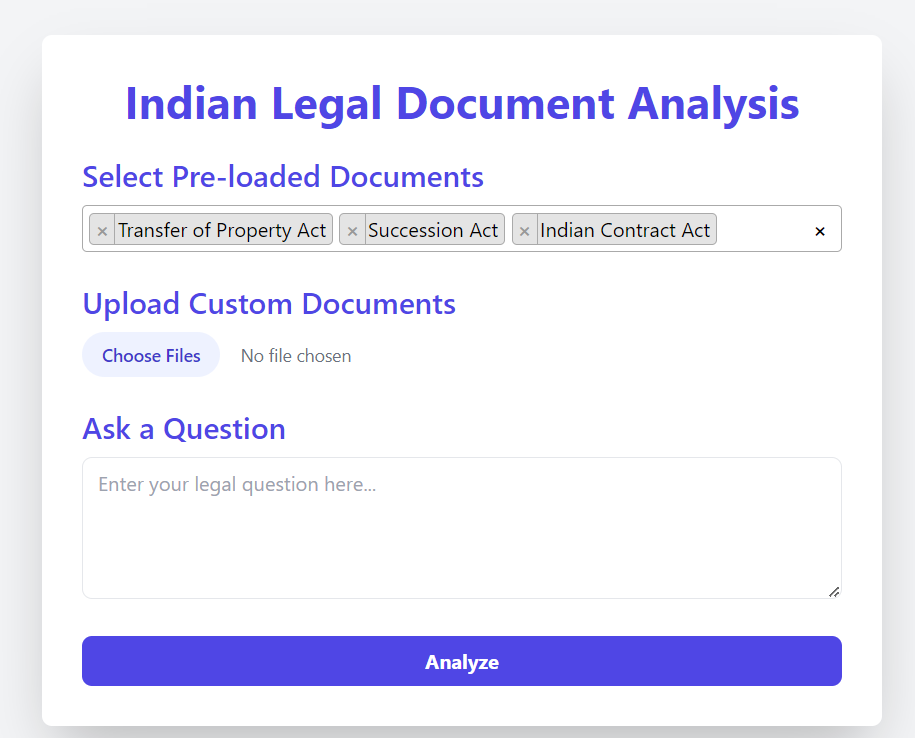 Indian Legal Document Analysis
Select Pre-loaded Documents
× Transfer of Property Act × Succession Act × Indian Contract Act ×
Upload Custom Documents
Choose Files No file chosen
Ask a Question
Enter your legal question here...
Analyze